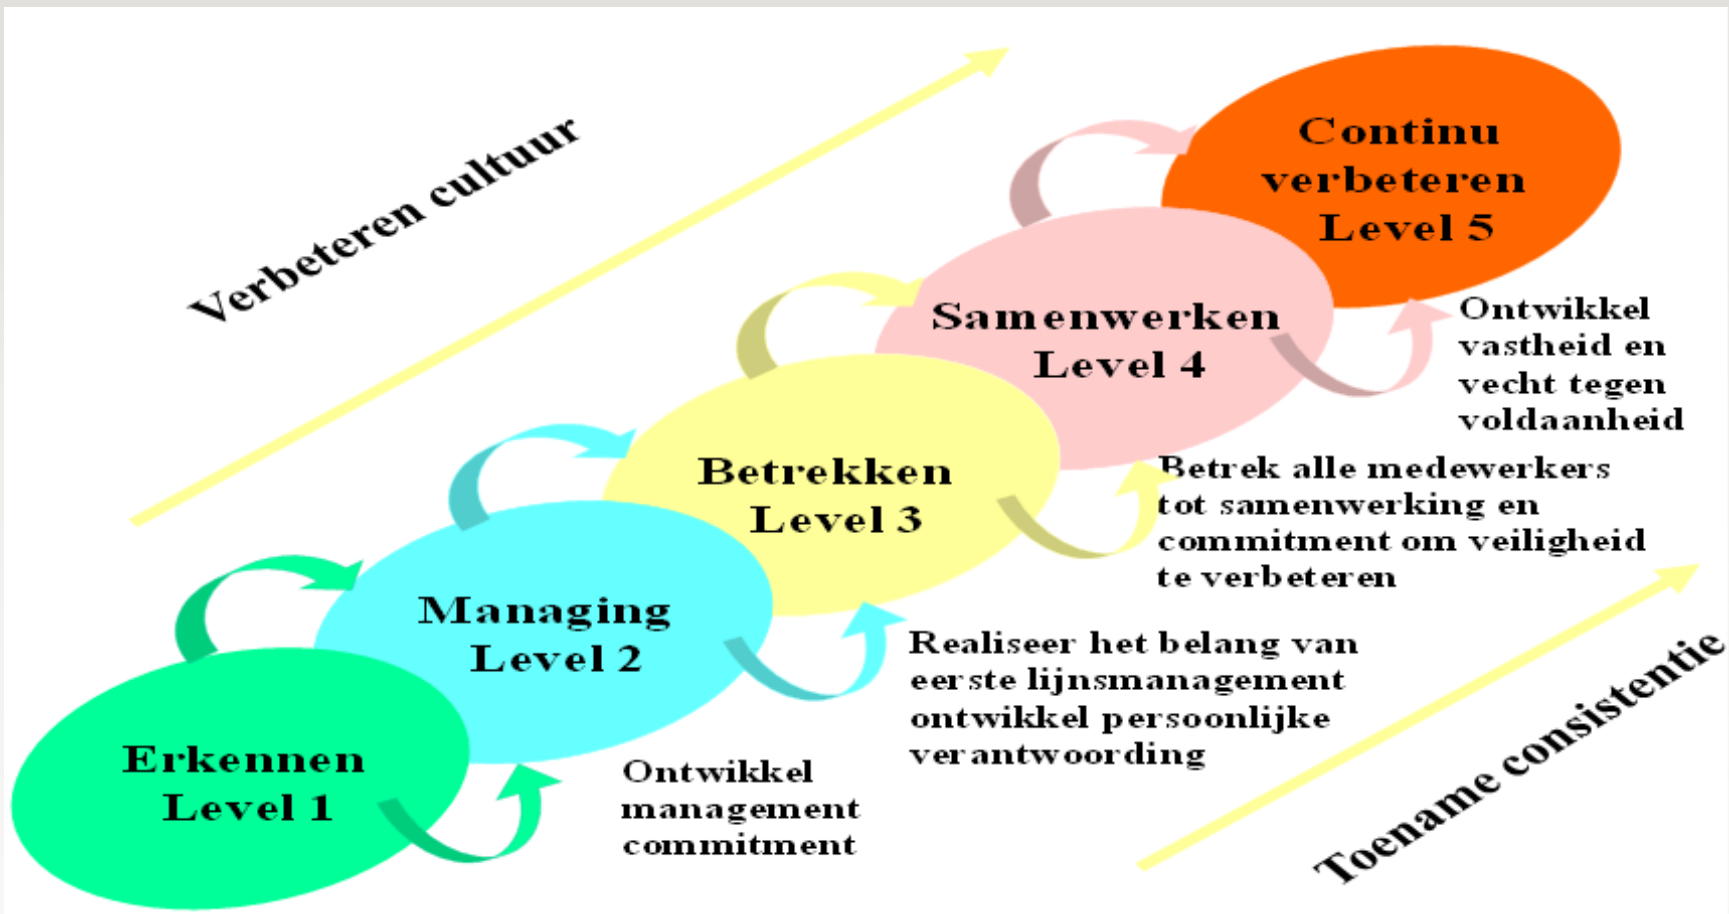 Verbeteren cultuur
Continu
verbeteren
Level 5
Samenwerken
Level 4
Ontwikkel
vastheid en
vecht tegen
voldaanheid
Betrekken
Level 3
Betrek alle medewerkers
tot samenwerking en
commitment om veiligheid
te verbeteren
Managing
Level 2
Realiseer het belang van
eerste lijnsmanagement
ontwikkel persoonlijke
verantwoording
Erkennen
Level 1
Ontwikkel
management
commitment
Toename consistentie